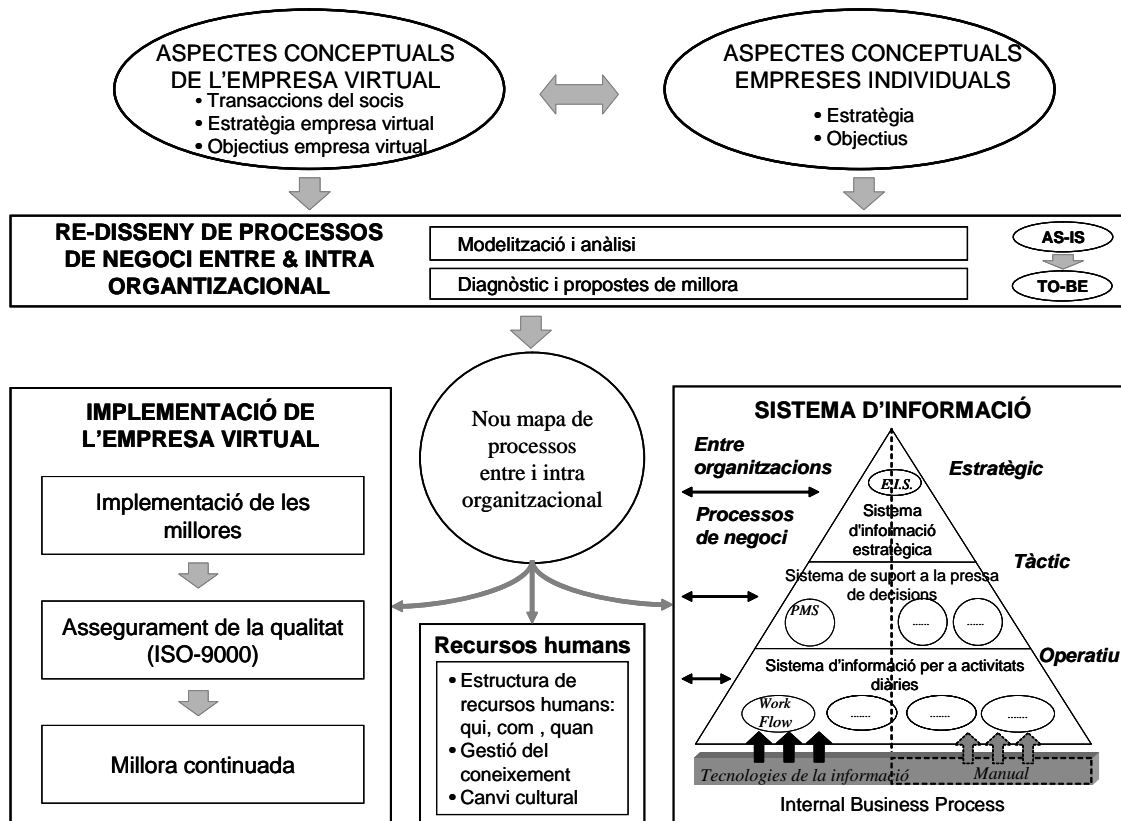 ASPECTES CONCEPTUALS
DE L'EMPRESA VIRTUAL
• Transaccions del socis
• Estratègia empresa virtual
• Objectius empresa virtual
ASPECTES CONCEPTUALS
EMPRESES INDIVIDUALS
• Estratègia
• Objectius
RE-DISSENY DE PROCESSOS
DE NEGOCI ENTRE & INTRA
ORGANTIZACIONAL
Modelització i anàlisi
Diagnòstic i propostes de millora
AS-IS
TO-BE
IMPLEMENTACIÓ DE
L'EMPRESA VIRTUAL
Implementació de les
millores
Assegurament de la qualitat
(ISO-9000)
Millora continuada
Nou mapa de
processos
entre i intra
organitzacional
Recursos humans
• Estructura de
recursos humans:
qui, com , quan
• Gestió del
coneixement
• Canvi cultural
SISTEMA D'INFORMACIÓ
Entre
organitzacions
Processos
de negoci
Estratègic
Tàctic
Operatiu
E.I.S.
Sistema
d'informació
estratègica
Sistema de suport a la pressa
de decisions
PMS
......
......
Sistema d'informació per a activitats
diàries
Work
Flow
.......
.......
.......
Tecnologies de la informació
Manual
Internal Business Process